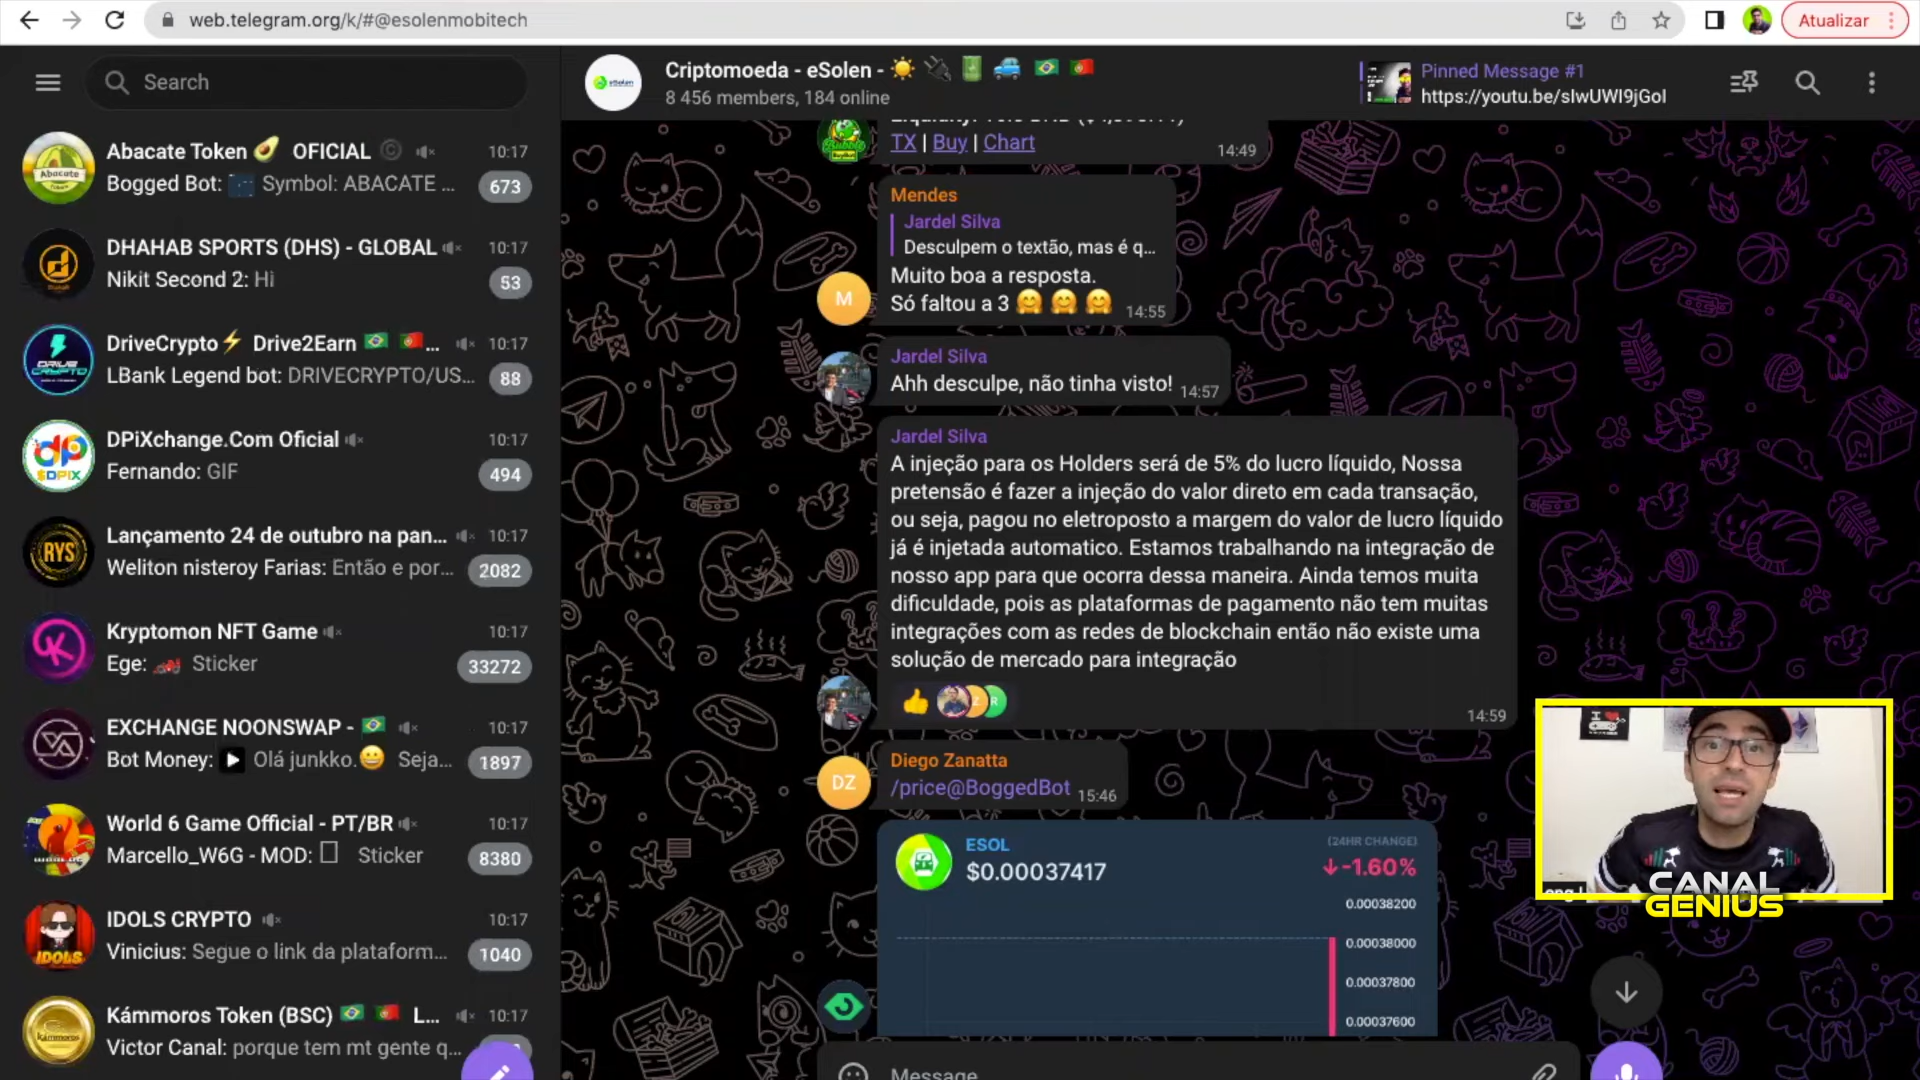 web.telegram.org/k/#@esolenmobitech
Atualizar
Search
Abacate Token 🥑 OFICIAL © 10:17
Bogged Bot: Symbol: ABACATE ... 673
DHAHAB SPORTS (DHS) - GLOBAL 10:17
Nikit Second 2: Hi 53
DriveCrypto⚡ Drive2Earn 🇧🇷 🇵🇹... 10:17
LBank Legend bot: DRIVECRYPTO/US... 88
DPiXchange.Com Oficial 10:17
Fernando: GIF 494
Lançamento 24 de outubro na pan... 10:17
Weliton nisteroy Farias: Então e por... 2082
Kryptomon NFT Game 10:17
Ege: 🏎️ Sticker 33272
EXCHANGE NOONSWAP - 🇧🇷 10:17
Bot Money: ▶ Olá junkko.😀 Seja... 1897
World 6 Game Official - PT/BR 10:17
Marcello_W6G - MOD: Sticker 8380
IDOLS CRYPTO 10:17
Vinicius: Segue o link da plataform... 1040
Kámmoros Token (BSC) 🇧🇷 🇵🇹 L... 10:17
Victor Canal: porque tem mt gente q...
Criptomoeda - eSolen - ☀️ 🔌 🔋 🚙 🇧🇷 🇵🇹
8 456 members, 184 online
Pinned Message #1
https://youtu.be/sIwUWI9jGoI
TX | Buy | Chart 14:49
Mendes
Jardel Silva
Desculpem o textão, mas é q...
Muito boa a resposta.
Só faltou a 3 🤗 🤗 🤗 14:55
M
Jardel Silva
Ahh desculpe, não tinha visto! 14:57
Jardel Silva
A injeção para os Holders será de 5% do lucro líquido, Nossa
pretensão é fazer a injeção do valor direto em cada transação,
ou seja, pagou no eletroposto a margem do valor de lucro líquido
já é injetada automatico. Estamos trabalhando na integração de
nosso app para que ocorra dessa maneira. Ainda temos muita
dificuldade, pois as plataformas de pagamento não tem muitas
integrações com as redes de blockchain então não existe uma
solução de mercado para integração
👍 14:59
Diego Zanatta
DZ
/price@BoggedBot 15:46
ESOL
$0.00037417
(24HR CHANGE)
↓-1.60%
0.00038200
0.00038000
0.00037800
0.00037600
Message
CANAL
GENIUS